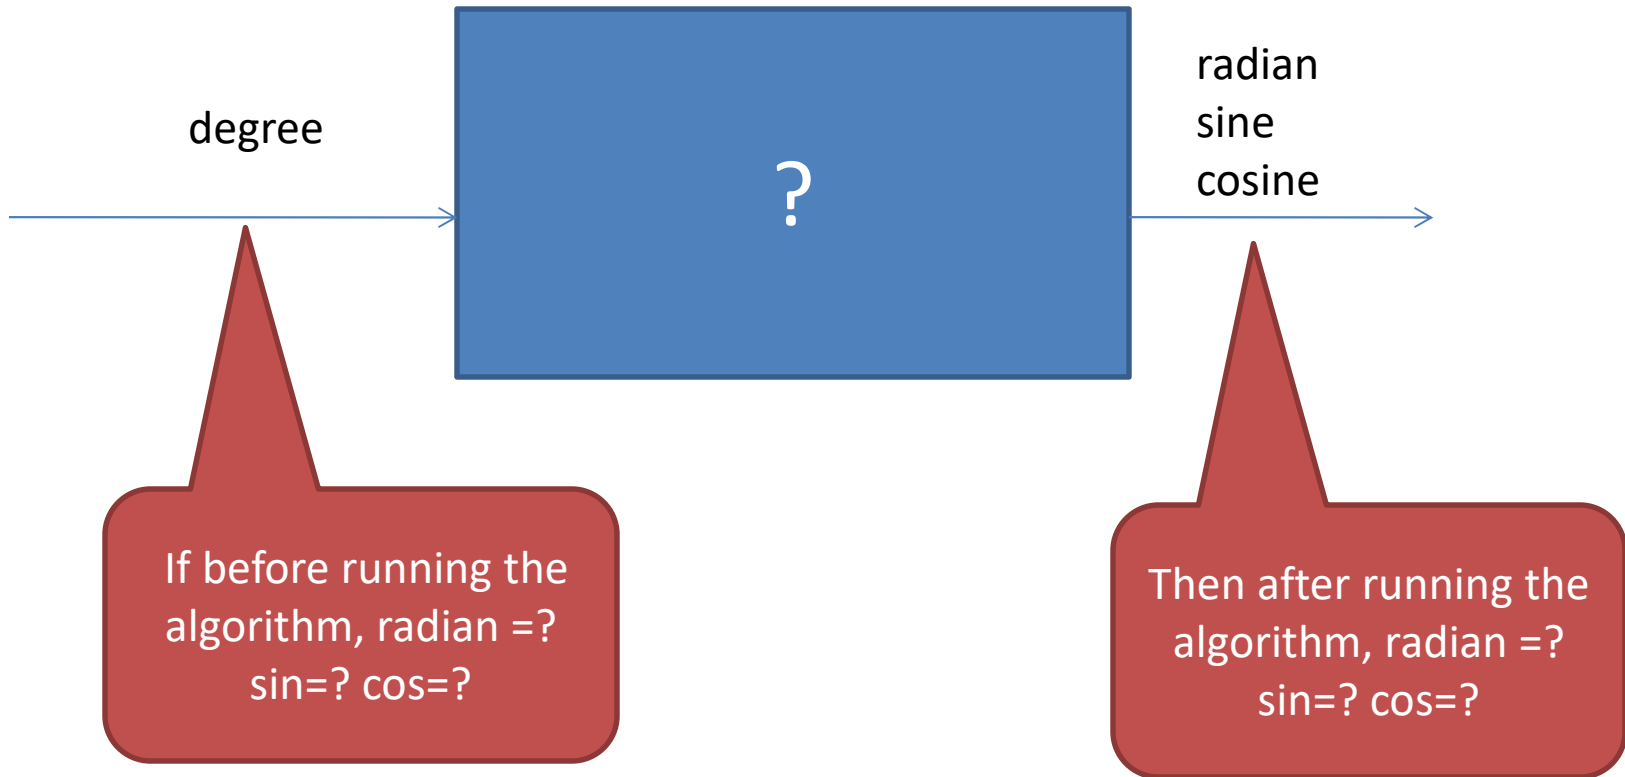 degree
?
radian
sine
cosine
If before running the
algorithm, radian =?
sin=? cos=?
Then after running the
algorithm, radian =?
sin=? cos=?